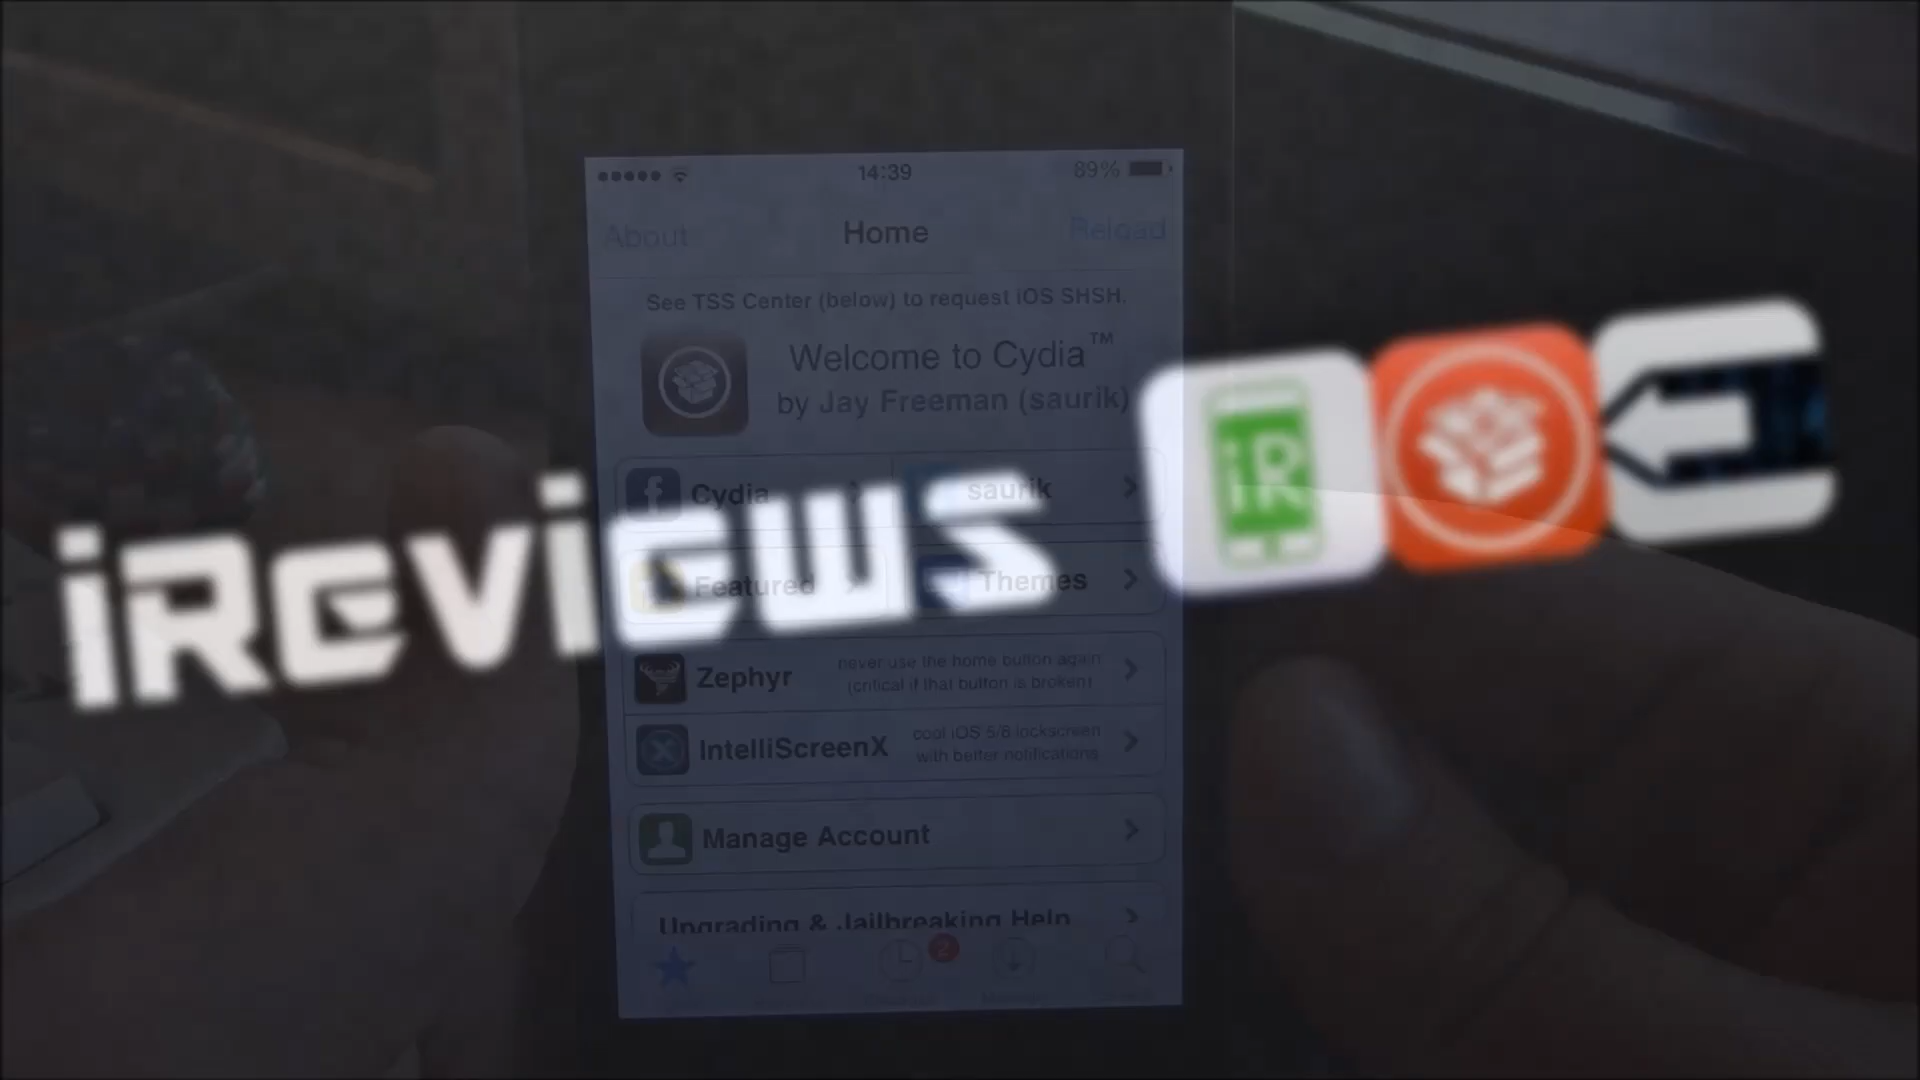 14:39 89%
About Home Reload
See TSS Center (below) to request iOS SHSH.
Welcome to Cydia™
by Jay Freeman (saurik)
Cydia saurik
Featured Themes
iReviews iR
Zephyr never use the home button again
(critical if that button is broken)
IntelliScreenX cool iOS 5/6 lockscreen
with better notifications
Manage Account
Upgrading & Jailbreaking Help
2